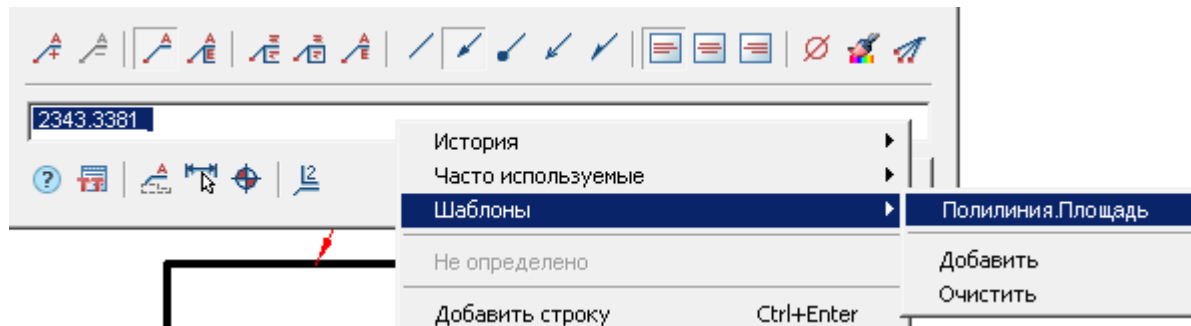 2343.3381
История
Часто используемые
Шаблоны
Полилиния.Площадь
Не определено
Добавить
Очистить
Добавить строку Ctrl+Enter